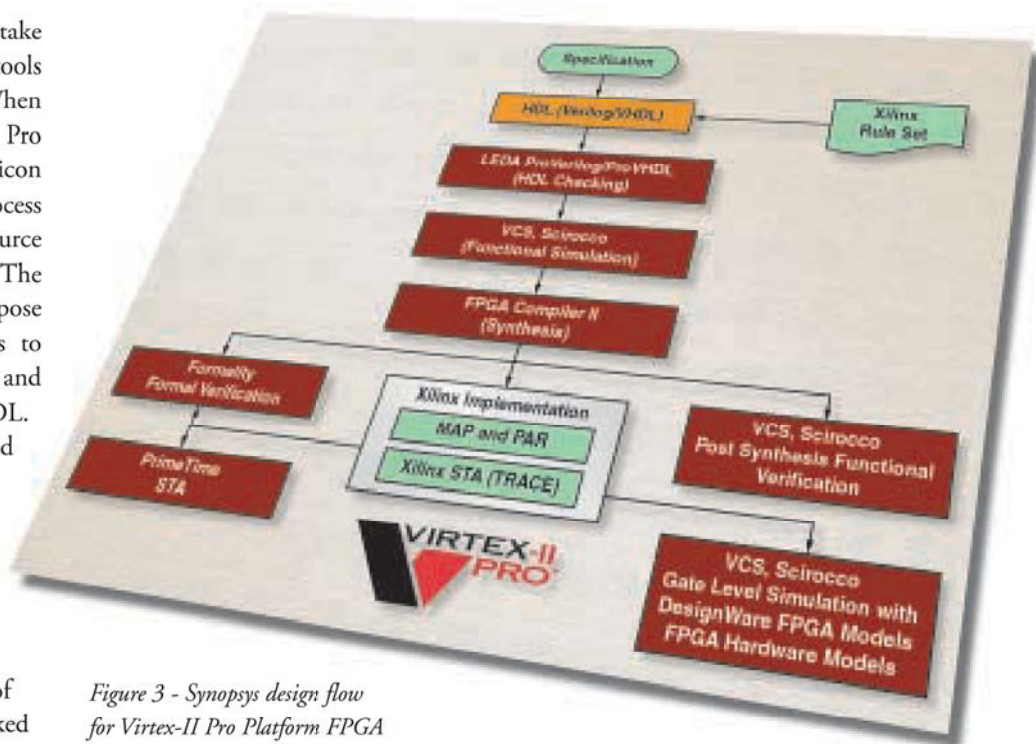 take
ools
When
Pro
icon
ocess
urce
The
pose
s to
and
DL.
d
of
ked
Specification
HDL (Verilog/VHDL)
Xilinx
Rule Set
LEDA ProVerilog/ProVHDL
(HDL Checking)
VCS, Scirocco
(Functional Simulation)
FPGA Compiler II
(Synthesis)
Formality
Formal Verification
Xilinx Implementation
MAP and PAR
Xilinx STA (TRACE)
VCS, Scirocco
Post Synthesis Functional
Verification
PrimeTime
STA
VIRTEX-II
PRO
VCS, Scirocco
Gate Level Simulation with
DesignWare FPGA Models
FPGA Hardware Models
Figure 3 - Synopsys design flow
for Virtex-II Pro Platform FPGA